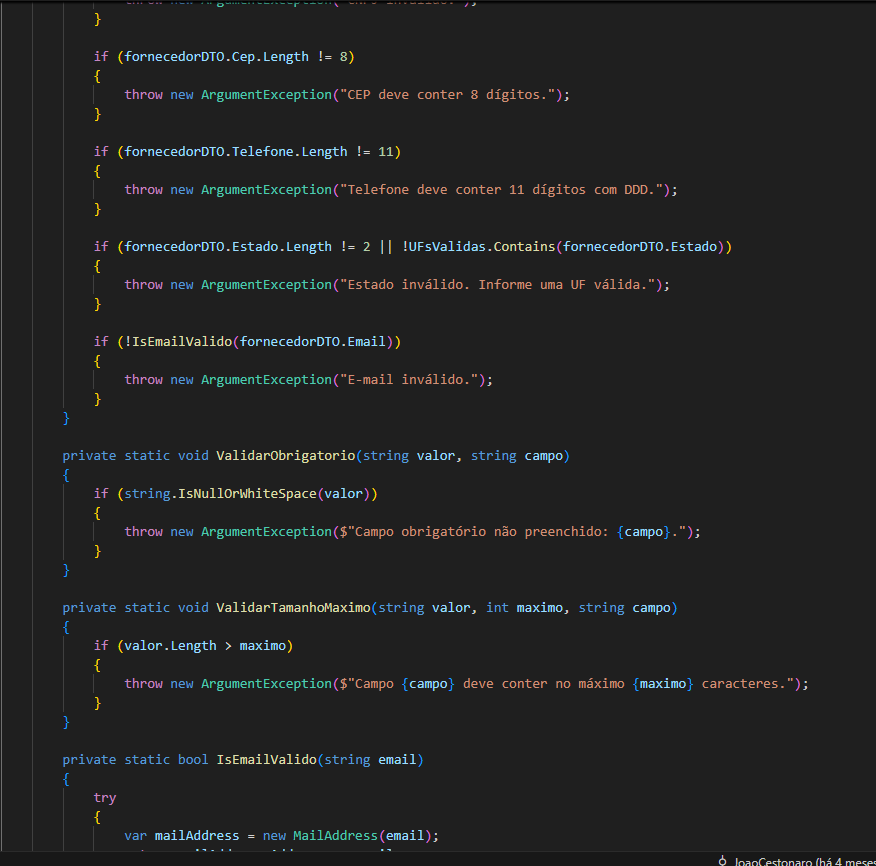 throw new ArgumentException("CNPJ inválido.");
}
if (fornecedorDTO.Cep.Length != 8)
{
throw new ArgumentException("CEP deve conter 8 dígitos.");
}
if (fornecedorDTO.Telefone.Length != 11)
{
throw new ArgumentException("Telefone deve conter 11 dígitos com DDD.");
}
if (fornecedorDTO.Estado.Length != 2 || !UFsValidas.Contains(fornecedorDTO.Estado))
{
throw new ArgumentException("Estado inválido. Informe uma UF válida.");
}
if (!IsEmailValido(fornecedorDTO.Email))
{
throw new ArgumentException("E-mail inválido.");
}
}
private static void ValidarObrigatorio(string valor, string campo)
{
if (string.IsNullOrWhiteSpace(valor))
{
throw new ArgumentException($"Campo obrigatório não preenchido: {campo}.");
}
}
private static void ValidarTamanhoMaximo(string valor, int maximo, string campo)
{
if (valor.Length > maximo)
{
throw new ArgumentException($"Campo {campo} deve conter no máximo {maximo} caracteres.");
}
}
private static bool IsEmailValido(string email)
{
try
{
var mailAddress = new MailAddress(email);
JoaoCestonaro (há 4 meses